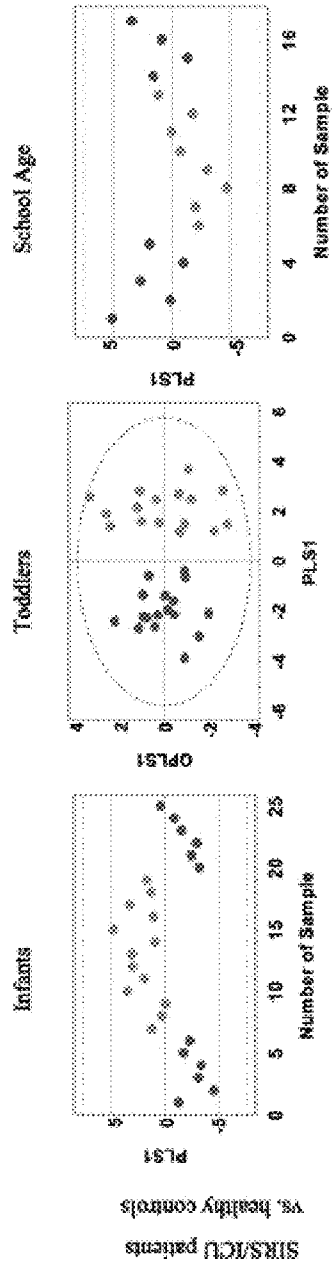 SIRS/ICU patients
vs. healthy controls
Infants
PLS1
5
0
-5
0 5 10 15 20 25
Number of Sample
Toddlers
OPLS1
4
2
0
-2
-4
-6 -4 -2 0 2 4 6
PLS1
School Age
PLS1
5
0
-5
0 4 8 12 16
Number of Sample